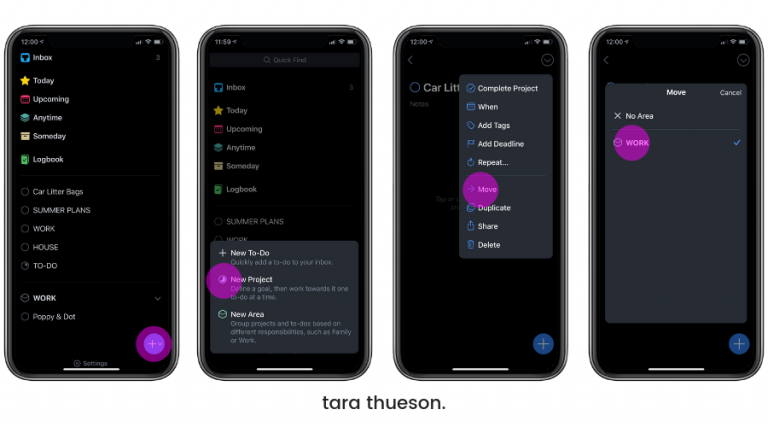 12:00
Inbox 3
Today
Upcoming
Anytime
Someday
Logbook
Car Litter Bags
SUMMER PLANS
WORK
HOUSE
TO-DO
WORK
Poppy & Dot
Settings
11:59
Quick Find
Inbox 3
Today
Upcoming
Anytime
Someday
Logbook
SUMMER PLANS
WORK
New To-Do
Quickly add a to-do to your inbox.
New Project
Define a goal, then work towards it one
to-do at a time.
New Area
Group projects and to-dos based on
different responsibilities, such as Family
or Work.
12:00
Car Litter
Notes
Complete Project
When
Add Tags
Add Deadline
Repeat...
Move
Duplicate
Share
Delete
12:00
Move Cancel
No Area
WORK
tara thueson.